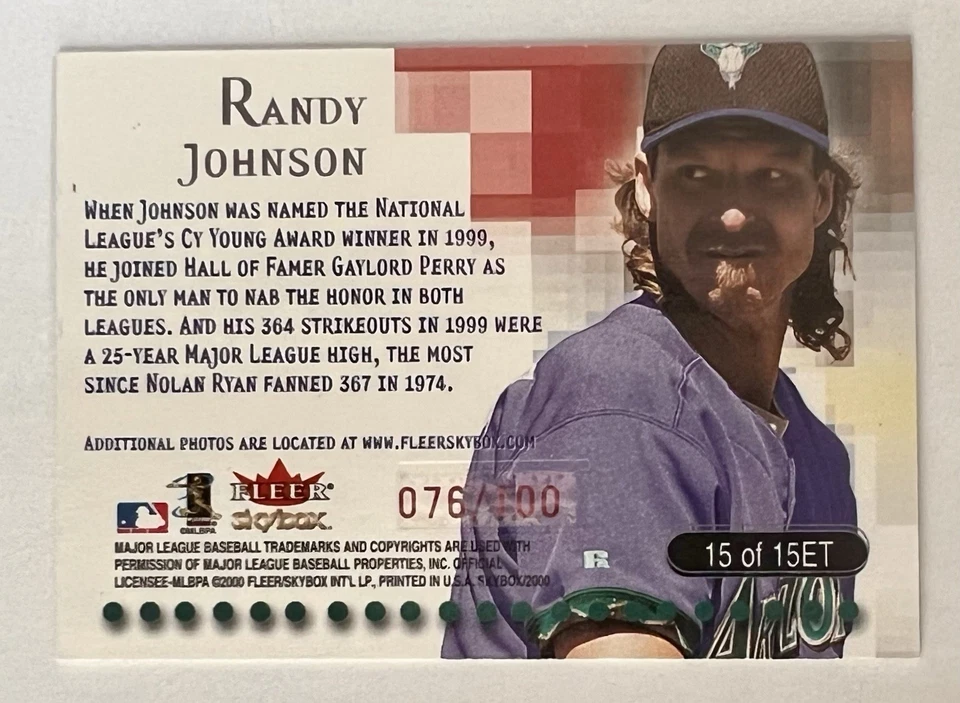 RANDY
JOHNSON
WHEN JOHNSON WAS NAMED THE NATIONAL
LEAGUE'S CY YOUNG AWARD WINNER IN 1999,
HE JOINED HALL OF FAMER GAYLORD PERRY AS
THE ONLY MAN TO NAB THE HONOR IN BOTH
LEAGUES. AND HIS 364 STRIKEOUTS IN 1999 WERE
A 25-YEAR MAJOR LEAGUE HIGH, THE MOST
SINCE NOLAN RYAN FANNED 367 IN 1974.
ADDITIONAL PHOTOS ARE LOCATED AT WWW.FLEERSKYBOX.COM
©MLBPA
FLEER®
skybox
076/100
MAJOR LEAGUE BASEBALL TRADEMARKS AND COPYRIGHTS ARE USED WITH
PERMISSION OF MAJOR LEAGUE BASEBALL PROPERTIES, INC. OFFICIAL
LICENSEE-MLBPA ©2000 FLEER/SKYBOX INT'L LP., PRINTED IN U.S.A. SKYBOX/2000
15 of 15ET
R